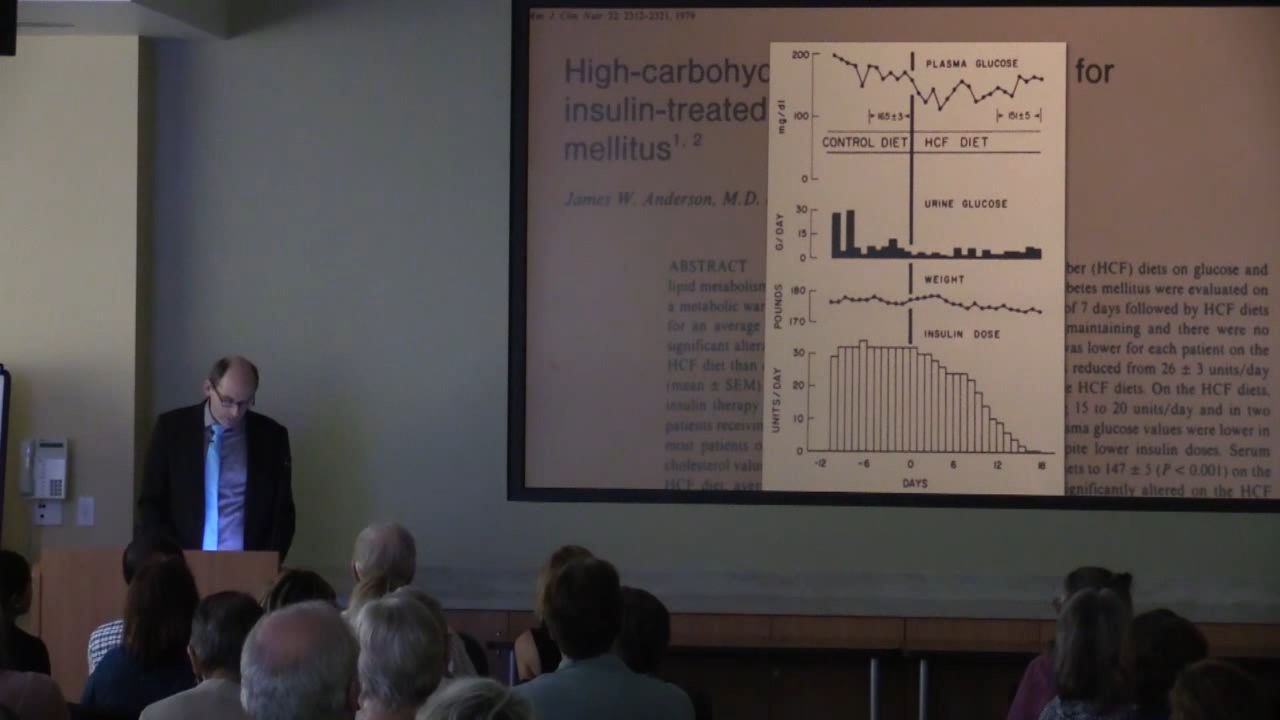 Am J. Clin. Nutr. 32: 2312-2321, 1979
High-carbohyd for
insulin-treated
mellitus1, 2
James W. Anderson, M.D.
ABSTRACT ber (HCF) diets on glucose and
lipid metabolism betes mellitus were evaluated on
a metabolic war of 7 days followed by HCF diets
for an average maintaining and there were no
significant altera was lower for each patient on the
HCF diet than reduced from 26 ± 3 units/day
(mean ± SEM) e HCF diets. On the HCF diets,
insulin therapy 15 to 20 units/day and in two
patients receivin ma glucose values were lower in
most patients o pite lower insulin doses. Serum
cholesterol value ets to 147 ± 5 (P < 0.001) on the
HCF diet, aver gnificantly altered on the HCF
PLASMA GLUCOSE
200
100
0
mg/dl
165±3
151±5
CONTROL DIET HCF DIET
URINE GLUCOSE
30
15
0
G/DAY
WEIGHT
180
170
POUNDS
INSULIN DOSE
30
20
10
0
UNITS/DAY
-12 -6 0 6 12 18
DAYS